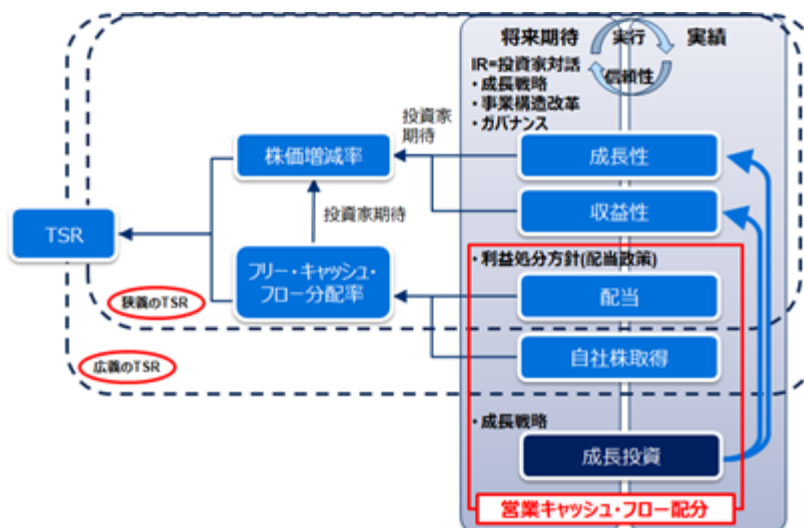 将来期待
実行
実績
IR=投資家対話
信頼性
・成長戦略
・事業構造改革
・ガバナンス
投資家
期待
株価増減率
成長性
投資家期待
収益性
TSR
・利益処分方針(配当政策)
フリー・キャッシュ・
フロー分配率
配当
狭義のTSR
自社株取得
広義のTSR
・成長戦略
成長投資
営業キャッシュ・フロー配分